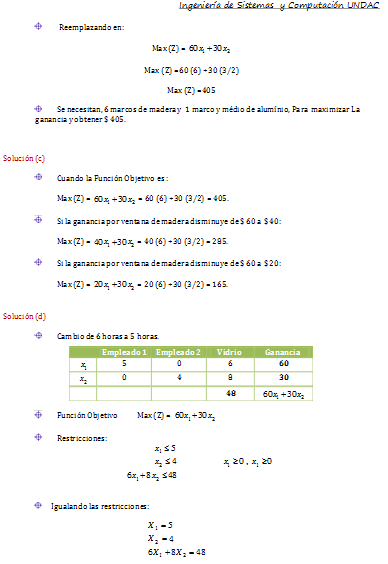 Ingeniería de Sistemas y Computación UNDAC
Reemplazando en:
Max (Z) = 60x₁ +30x₂
Max (Z) =60 (6) +30 (3/2)
Max (Z) =405
Se necesitan, 6 marcos de madera y 1 marco y médio de alumínio, Para maximizar La
ganancia y obtener $ 405.
Solución (c)
Cuando la Función Objetivo es :
Max (Z) = 60x₁ +30x₂ = 60 (6) +30 (3/2) = 405.
Si la ganancia por ventana de madera disminuye de $ 60 a $ 40:
Max (Z) = 40x₁ +30x₂ = 40 (6) +30 (3/2) = 285.
Si la ganancia por ventana de madera disminuye de $ 60 a $ 20:
Max (Z) = 20x₁ +30x₂ = 20 (6) +30 (3/2) = 165.
Solución (d)
Cambio de 6 horas a 5 horas.
Empleado 1 Empleado 2 Vidrio Ganancia
x₁ 5 0 6 60
x₂ 0 4 8 30
48 60x₁ +30x₂
Función Objetivo Max (Z) = 60x₁+30x₂
Restricciones:
x₁ ≤ 5
x₂ ≤ 4 x₁ ≥0 , x₁ ≥0
6x₁+8x₂ ≤48
Igualando las restricciones:
X₁ = 5
X₂ = 4
6X₁ +8X₂ = 48